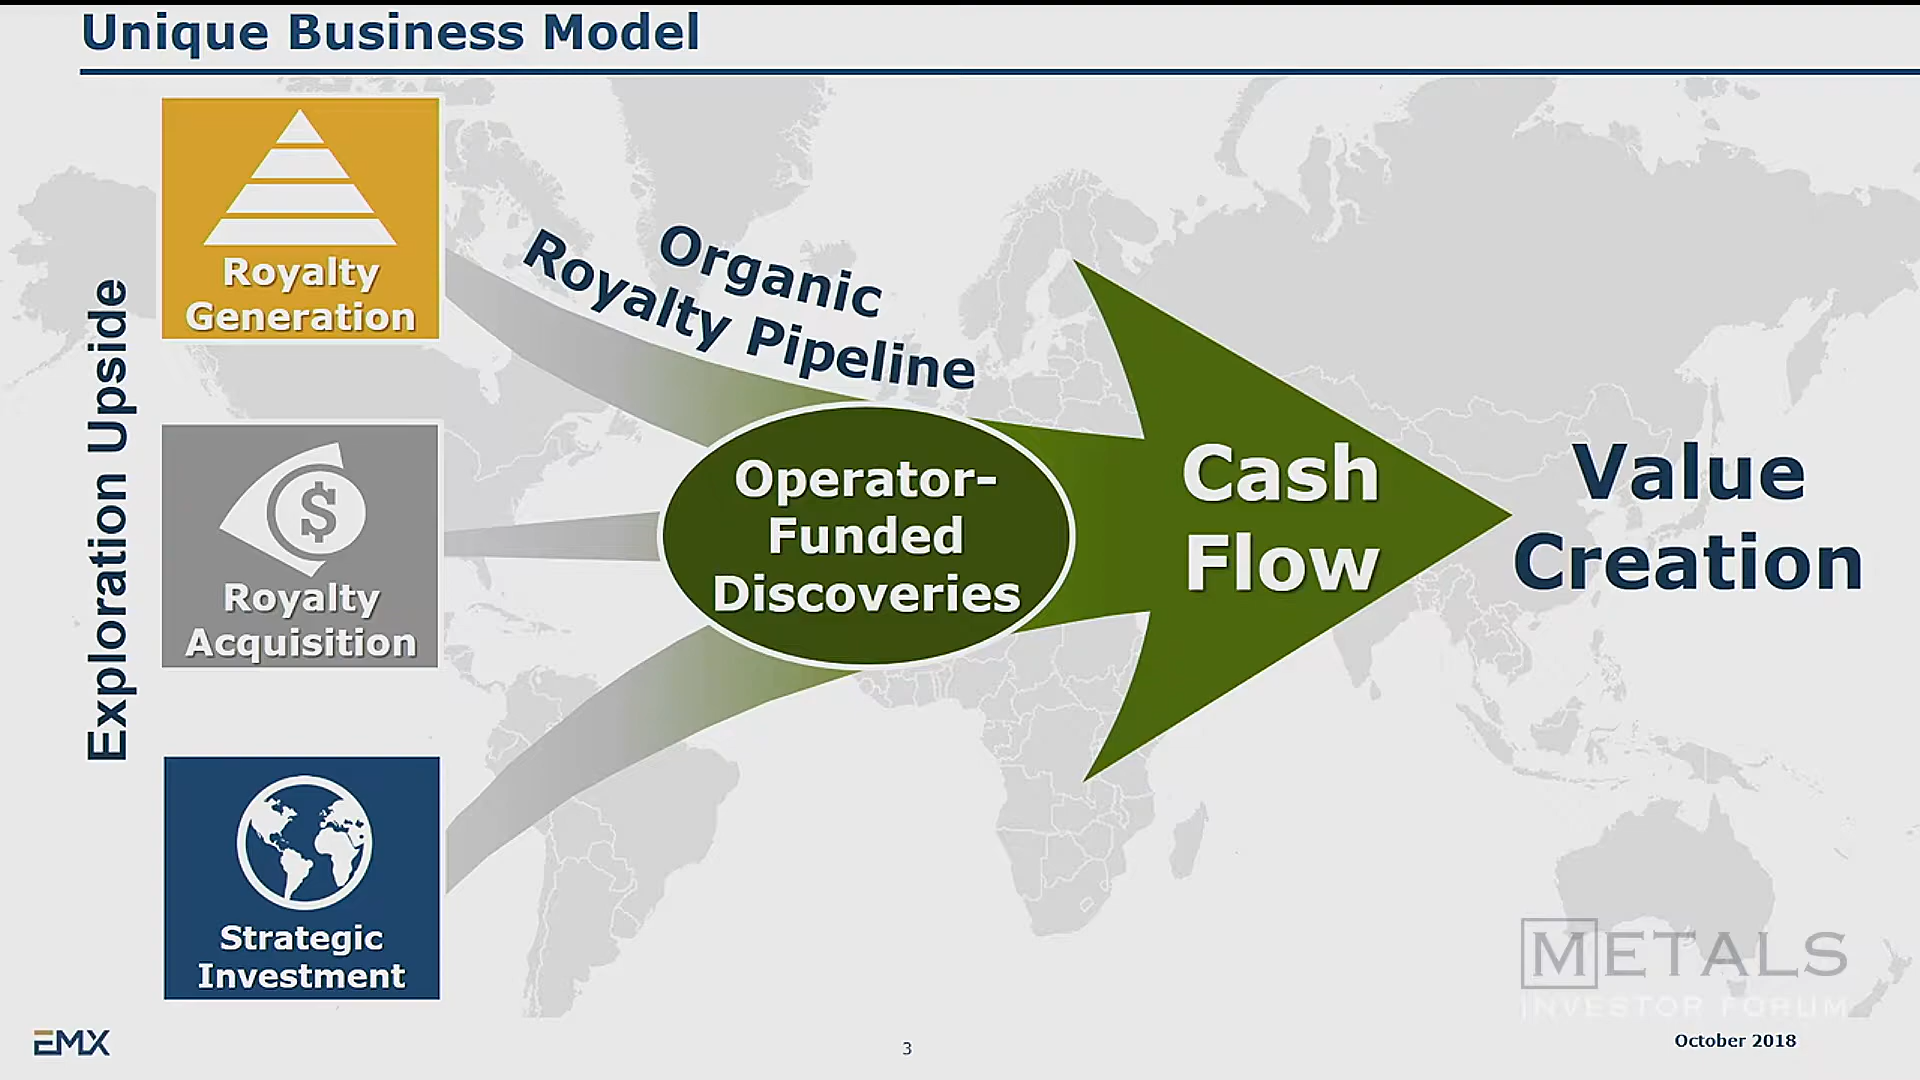 Unique Business Model
Exploration Upside
Royalty
Generation
Royalty
Acquisition
Strategic
Investment
Organic
Royalty Pipeline
Operator-
Funded
Discoveries
Cash
Flow
Value
Creation
METALS
INVESTOR FORUM
EMX
3
October 2018